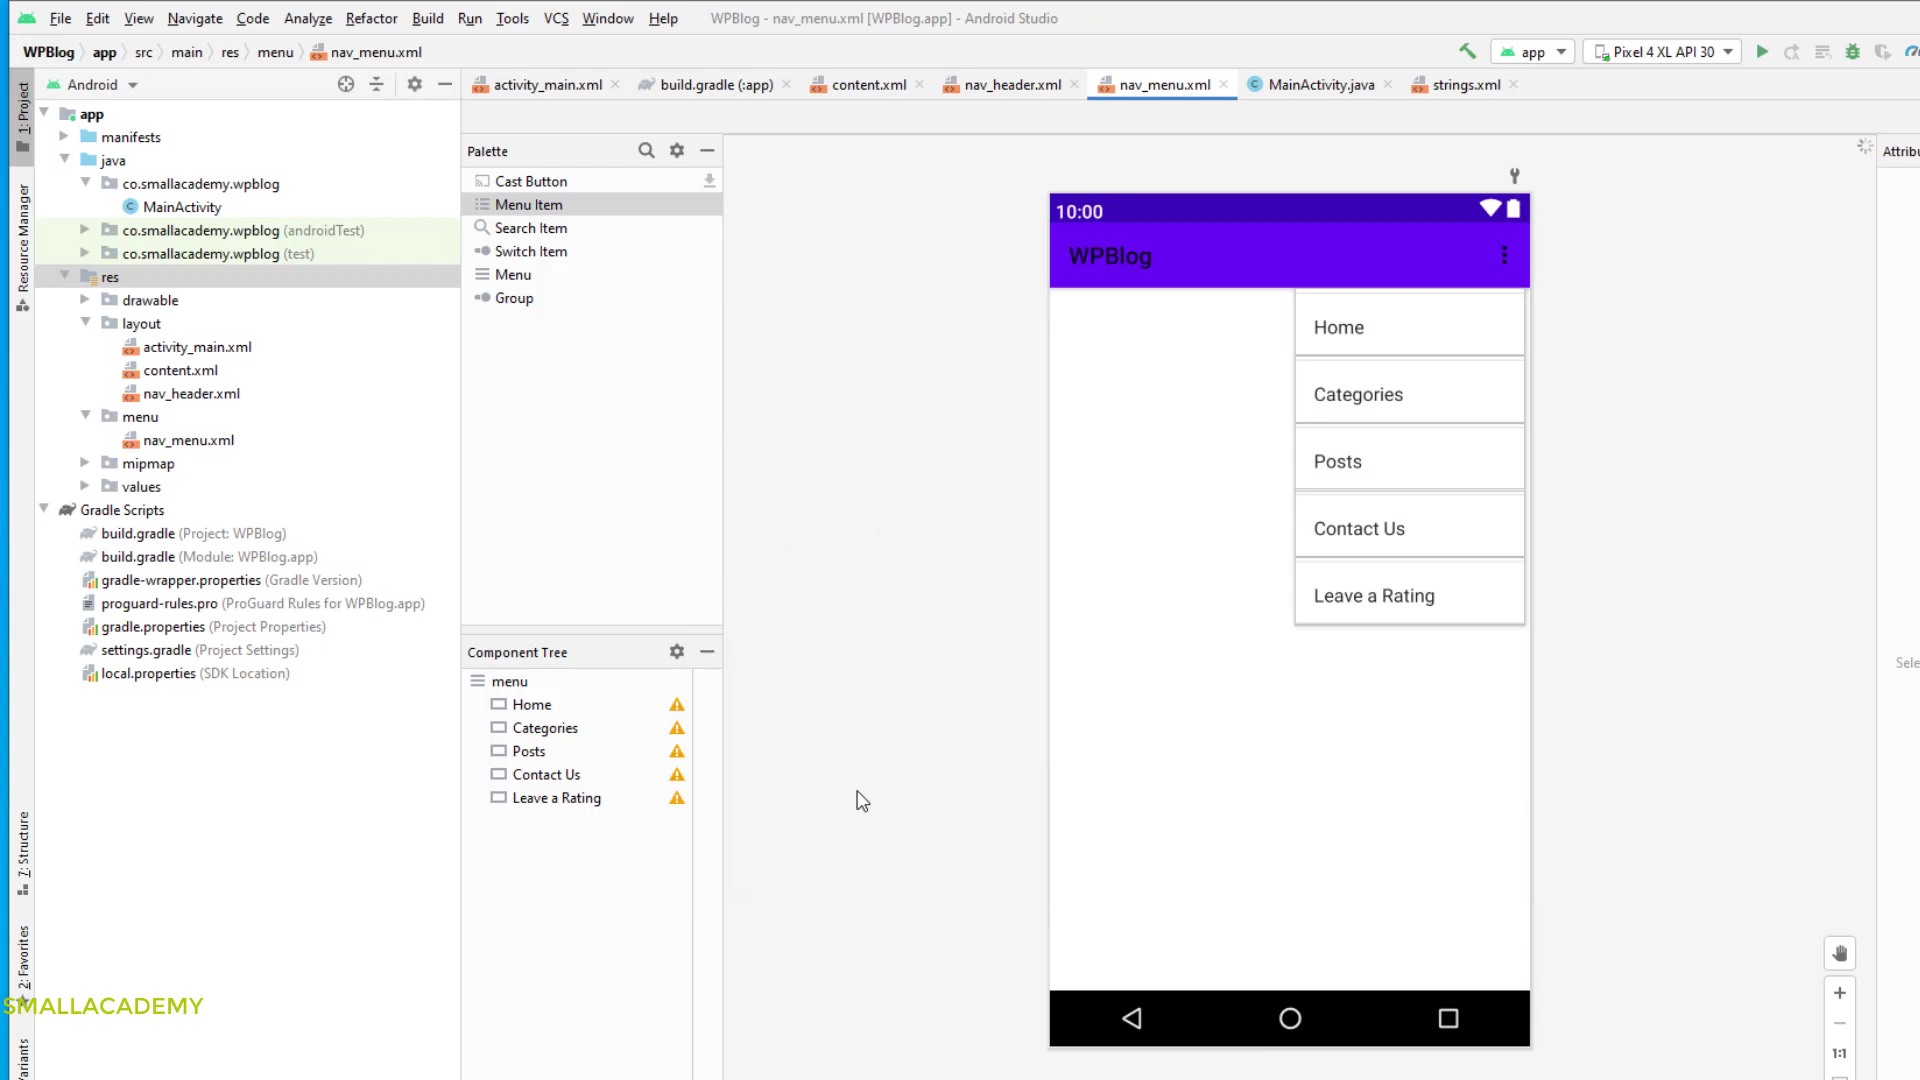 File Edit View Navigate Code Analyze Refactor Build Run Tools VCS Window Help WPBlog - nav_menu.xml [WPBlog.app] - Android Studio
WPBlog app src main res menu nav_menu.xml
app Pixel 4 XL API 30
Android
activity_main.xml build.gradle (:app) content.xml nav_header.xml nav_menu.xml MainActivity.java strings.xml
1: Project
Resource Manager
7: Structure
2: Favorites
app
manifests
java
co.smallacademy.wpblog
MainActivity
co.smallacademy.wpblog (androidTest)
co.smallacademy.wpblog (test)
res
drawable
layout
activity_main.xml
content.xml
nav_header.xml
menu
nav_menu.xml
mipmap
values
Gradle Scripts
build.gradle (Project: WPBlog)
build.gradle (Module: WPBlog.app)
gradle-wrapper.properties (Gradle Version)
proguard-rules.pro (ProGuard Rules for WPBlog.app)
gradle.properties (Project Properties)
settings.gradle (Project Settings)
local.properties (SDK Location)
Palette
Cast Button
Menu Item
Search Item
Switch Item
Menu
Group
Component Tree
menu
Home
Categories
Posts
Contact Us
Leave a Rating
10:00
WPBlog
Home
Categories
Posts
Contact Us
Leave a Rating
Attribu
Sele
1:1
SMALLACADEMY